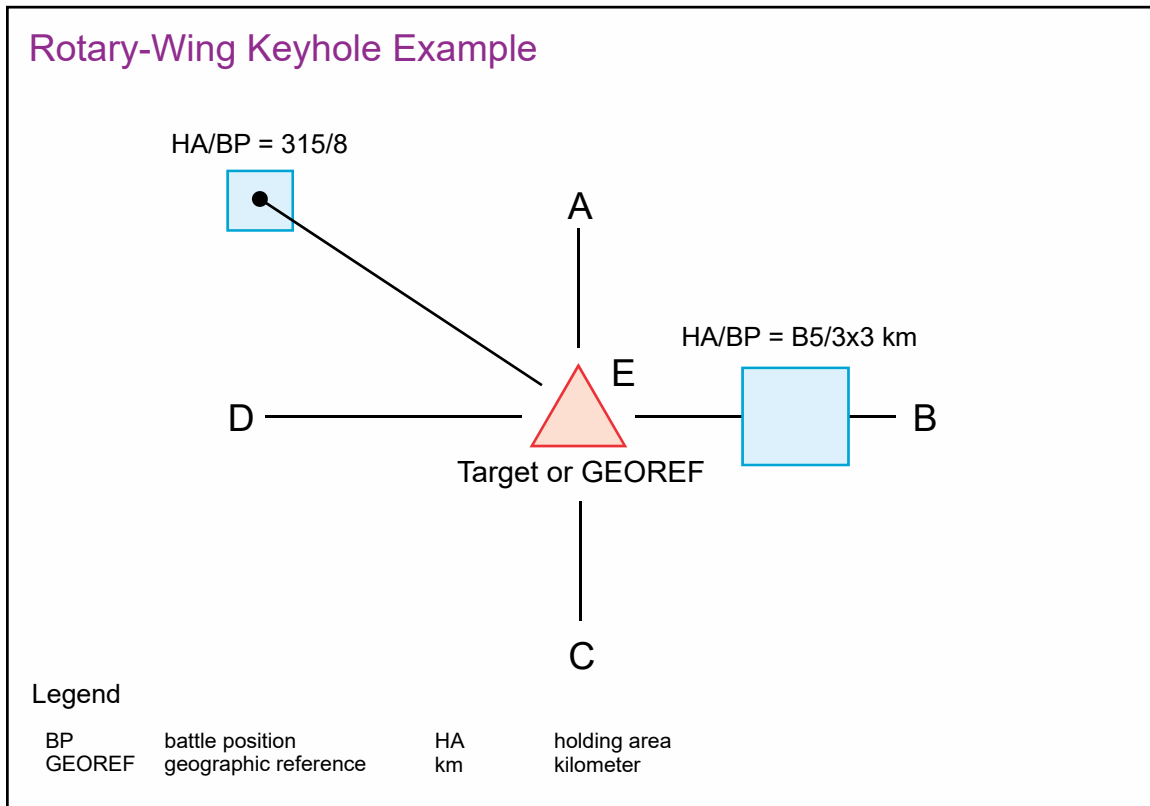 Rotary-Wing Keyhole Example
HA/BP = 315/8
A
HA/BP = B5/3x3 km
E
D
B
Target or GEOREF
C
Legend
BP battle position HA holding area
GEOREF geographic reference km kilometer